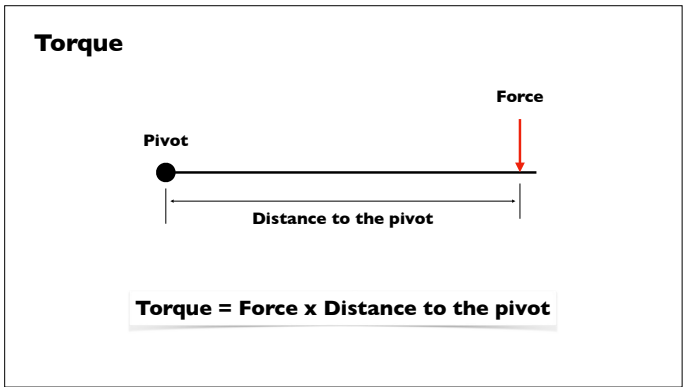 Torque
Force
Pivot
Distance to the pivot
Torque = Force x Distance to the pivot